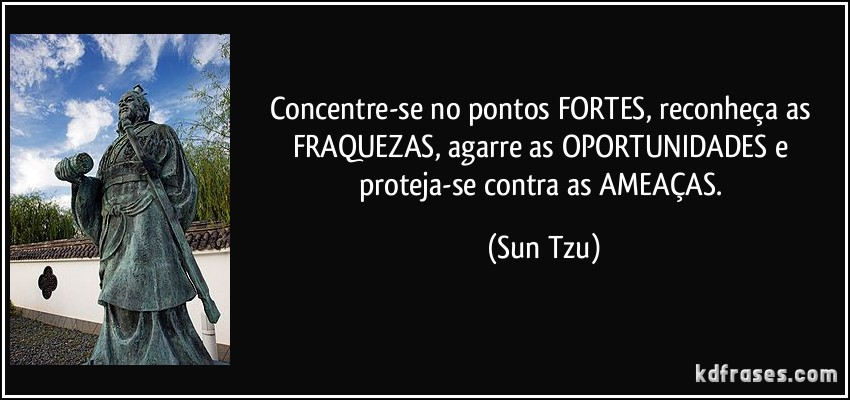 Concentre-se no pontos FORTES, reconheça as
FRAQUEZAS, agarre as OPORTUNIDADES e
proteja-se contra as AMEAÇAS.
(Sun Tzu)
kdfrases.com